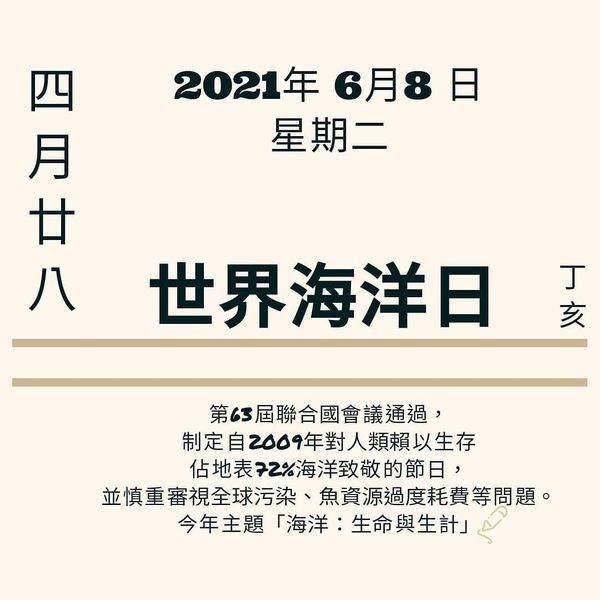 2021年 6月8 日
星期二
四月廿八
世界海洋日
丁亥
第63屆聯合國會議通過，
制定自2009年對人類賴以生存
佔地表72%海洋致敬的節日，
並慎重審視全球污染、魚資源過度耗費等問題。
今年主題「海洋：生命與生計」